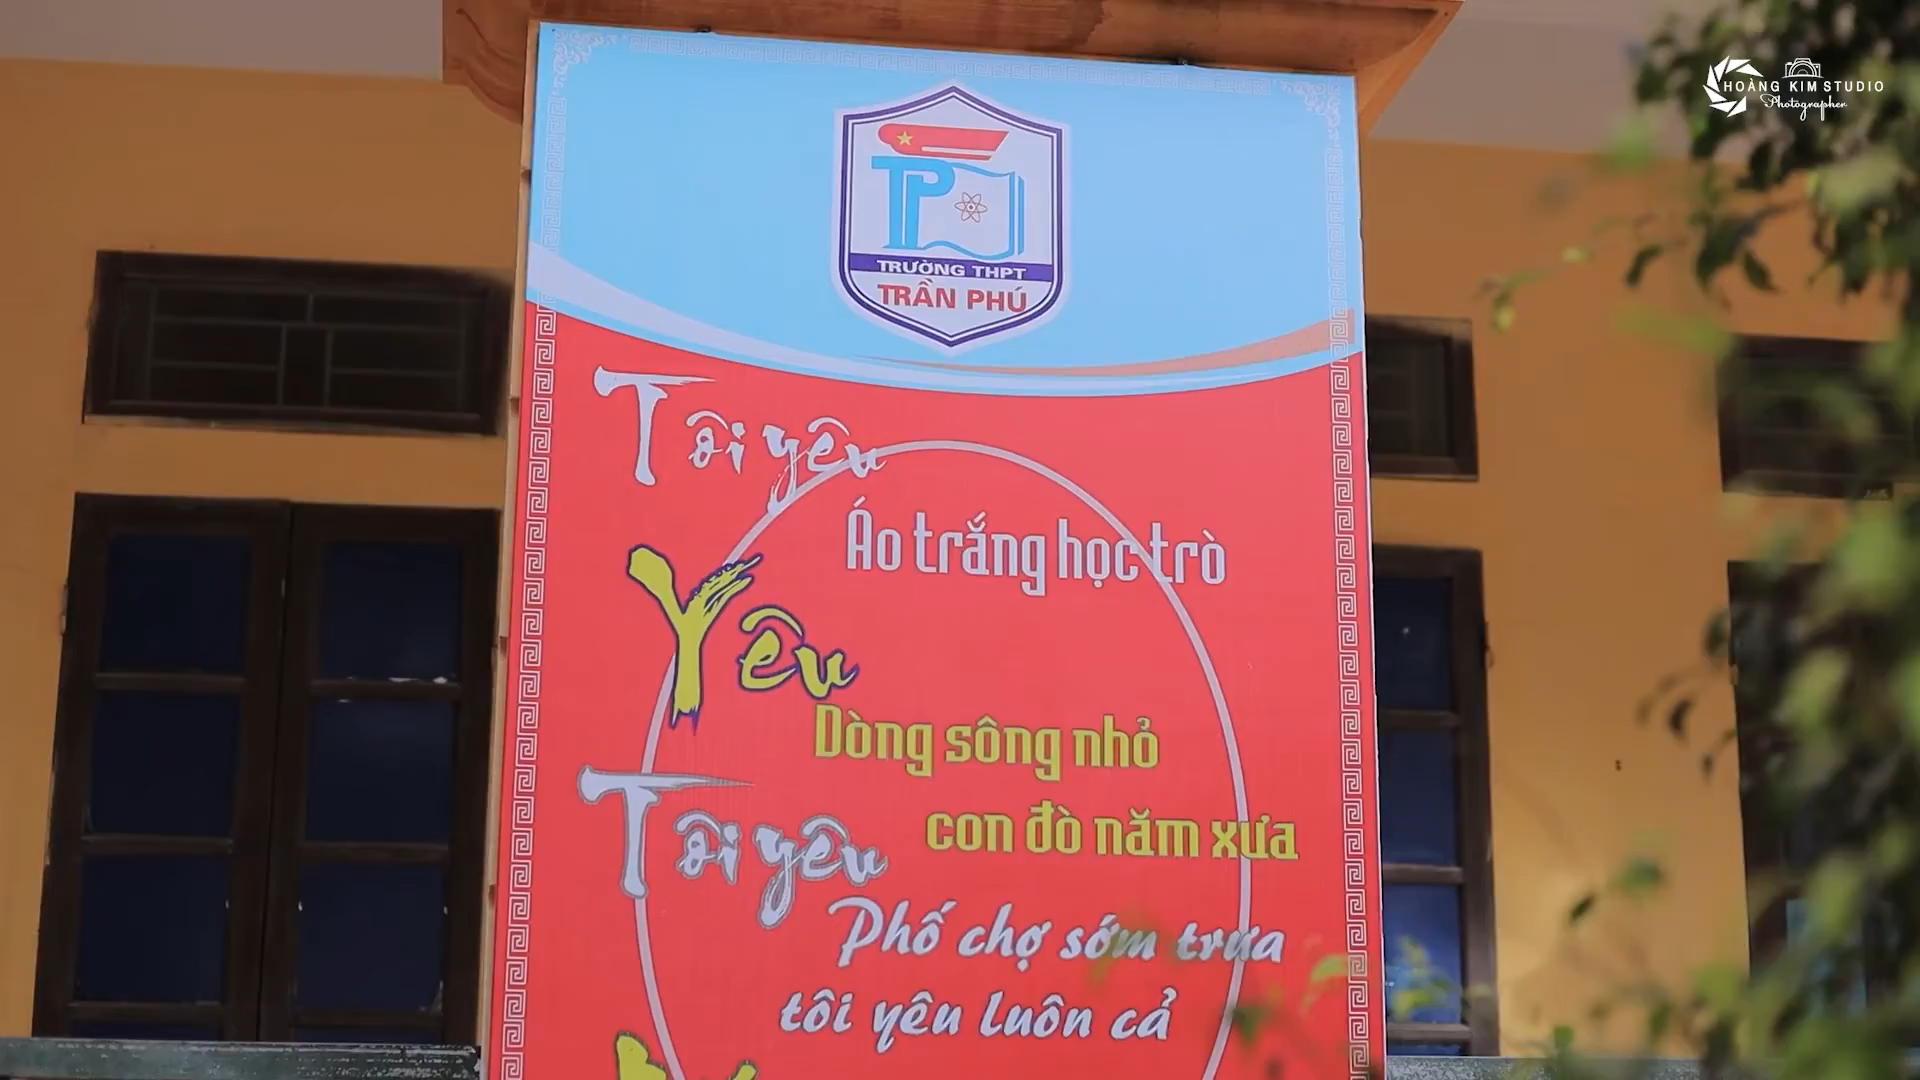 HOÀNG KIM STUDIO
Photographer
TP
TRƯỜNG THPT
TRẦN PHÚ
Tôi yêu
Áo trắng học trò
Yêu
Dòng sông nhỏ
con đò năm xưa
Tôi yêu
Phố chợ sớm trưa
tôi yêu luôn cả